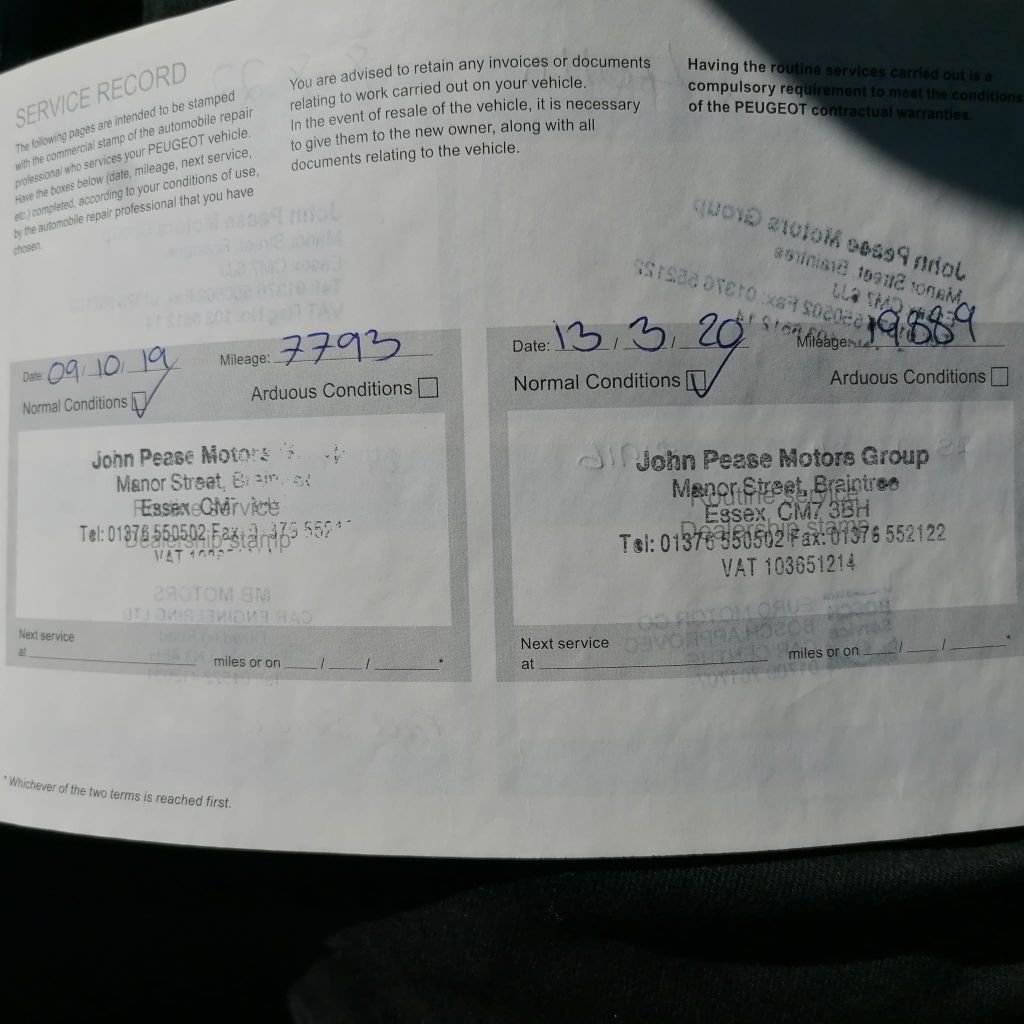 SERVICE RECORD
The following pages are intended to be stamped
with the commercial stamp of the automobile repair
professional who services your PEUGEOT vehicle.
Have the boxes below (date, mileage, next service,
etc.) completed, according to your conditions of use,
by the automobile repair professional that you have
chosen.
You are advised to retain any invoices or documents
relating to work carried out on your vehicle.
In the event of resale of the vehicle, it is necessary
to give them to the new owner, along with all
documents relating to the vehicle.
Having the routine services carried out is a
compulsory requirement to meet the conditions
of the PEUGEOT contractual warranties.
Date: 09/10/19 Mileage: 7793
Normal Conditions Arduous Conditions
John Pease Motors
Manor Street,
Essex CM
Routine service
Tel: 01376 550502 Fax:
Dealership stamp
VAT
Next service
at miles or on / / *
Date: 13/3/20 Mileage: 19889
Normal Conditions Arduous Conditions
John Pease Motors Group
Manor Street, Braintree
Routine service
Essex, CM7 3BH
Dealership stamp
Tel: 01376 550502 Fax: 01376 552122
VAT 103651214
Next service
at miles or on / / *
* Whichever of the two terms is reached first.